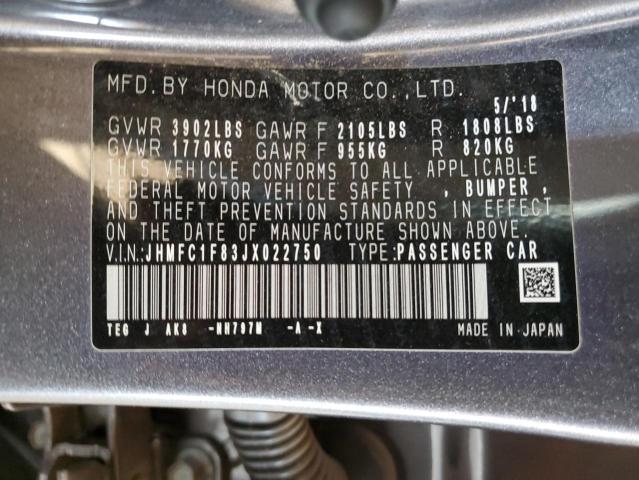 MFD.BY HONDA MOTOR CO.,LTD.
5/'18
GVWR 3902LBS GAWR F 2105LBS R 1808LBS
GVWR 1770KG GAWR F 955KG R 820KG
THIS VEHICLE CONFORMS TO ALL APPLICABLE
FEDERAL MOTOR VEHICLE SAFETY , BUMPER ,
AND THEFT PREVENTION STANDARDS IN EFFECT
ON THE DATE OF MANUFACTURE SHOWN ABOVE.
V.I.N.:JHMFC1F83JX022750 TYPE:PASSENGER CAR
TEG J AK8 -NH797M -A-X MADE IN JAPAN